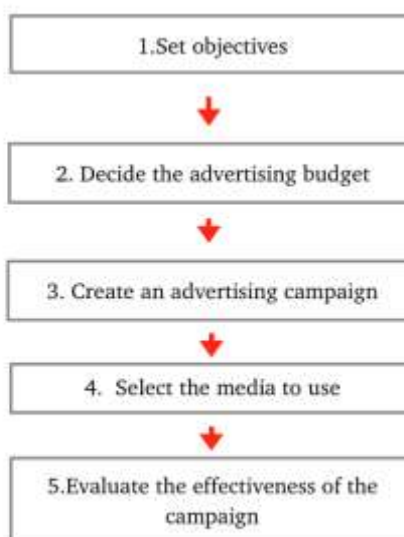 1.Set objectives
2. Decide the advertising budget
3. Create an advertising campaign
4. Select the media to use
5.Evaluate the effectiveness of the
campaign